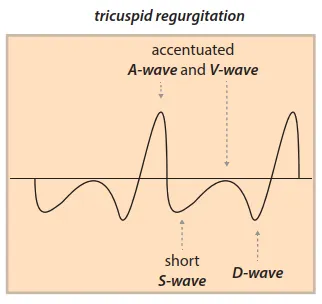 tricuspid regurgitation
accentuated
A-wave and V-wave
short
S-wave
D-wave